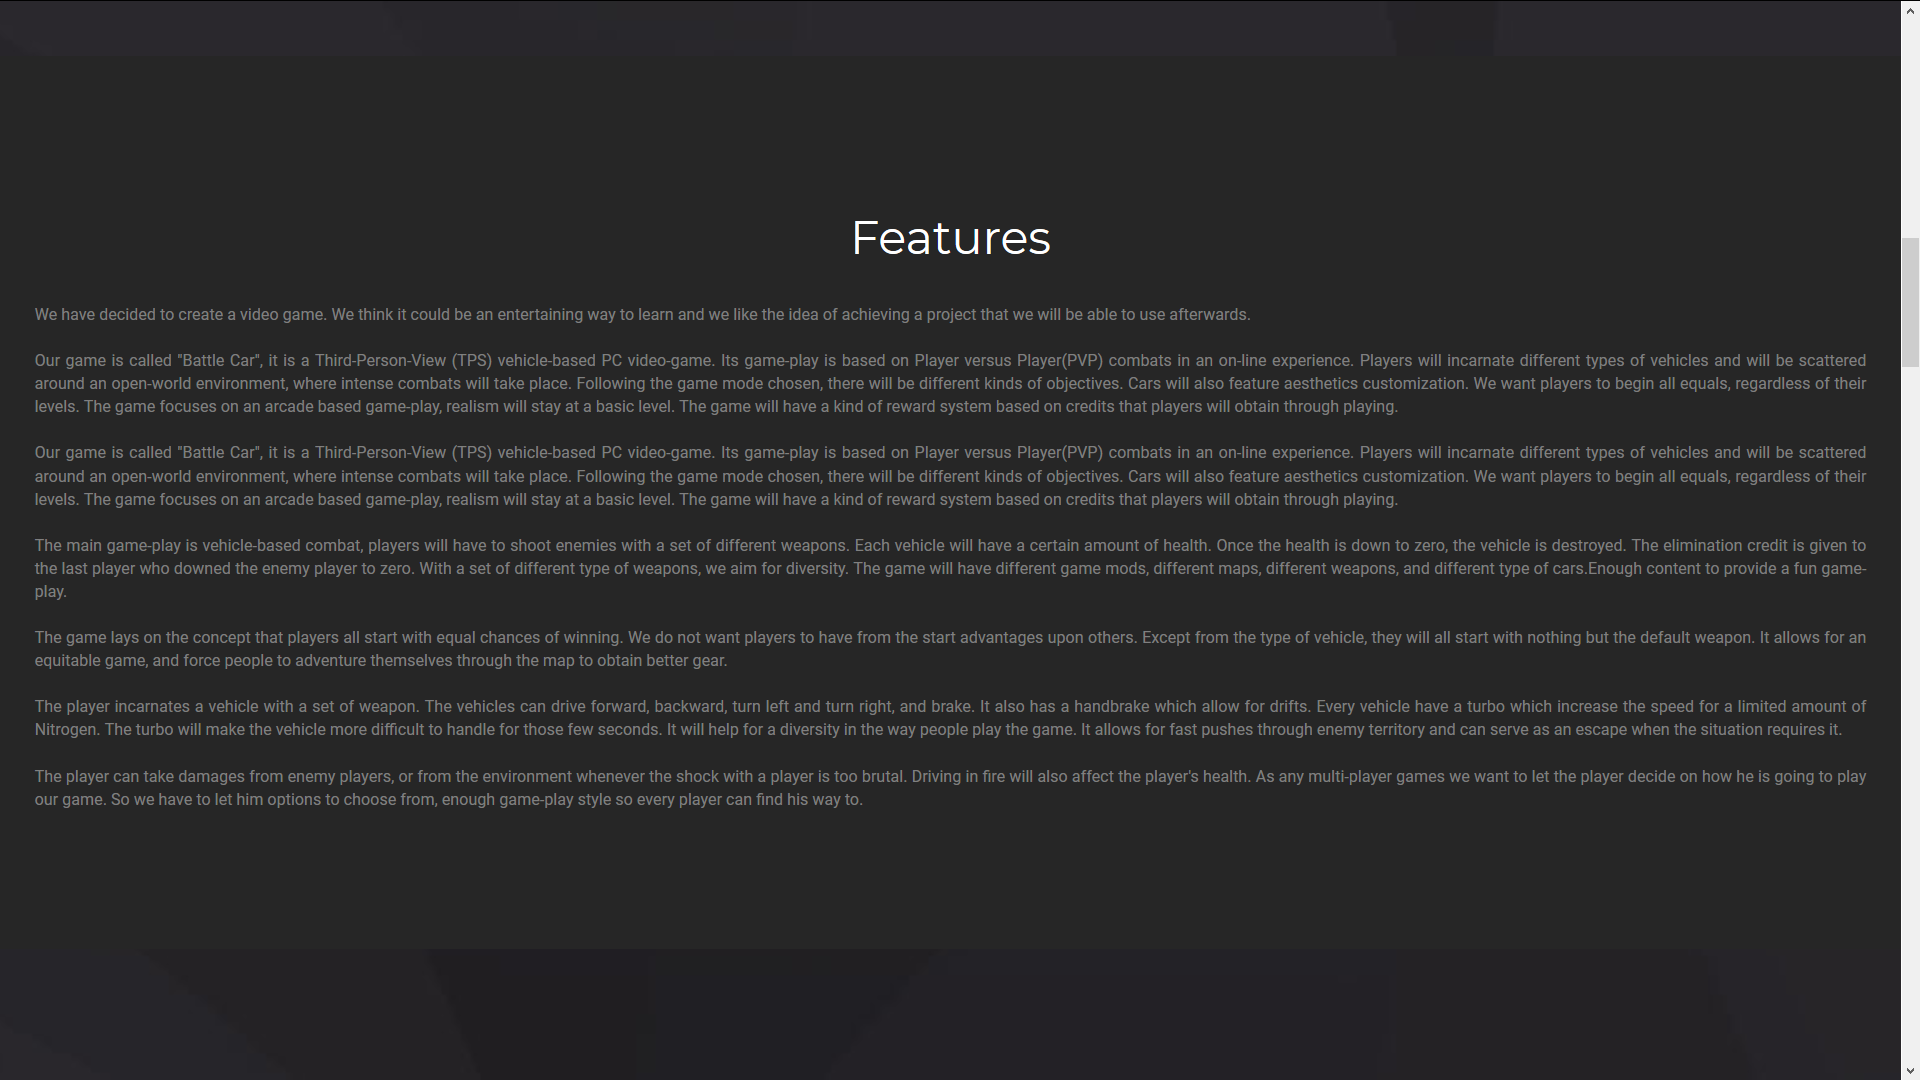 Features
We have decided to create a video game. We think it could be an entertaining way to learn and we like the idea of achieving a project that we will be able to use afterwards.
Our game is called "Battle Car", it is a Third-Person-View (TPS) vehicle-based PC video-game. Its game-play is based on Player versus Player(PVP) combats in an on-line experience. Players will incarnate different types of vehicles and will be scattered
around an open-world environment, where intense combats will take place. Following the game mode chosen, there will be different kinds of objectives. Cars will also feature aesthetics customization. We want players to begin all equals, regardless of their
levels. The game focuses on an arcade based game-play, realism will stay at a basic level. The game will have a kind of reward system based on credits that players will obtain through playing.
Our game is called "Battle Car", it is a Third-Person-View (TPS) vehicle-based PC video-game. Its game-play is based on Player versus Player(PVP) combats in an on-line experience. Players will incarnate different types of vehicles and will be scattered
around an open-world environment, where intense combats will take place. Following the game mode chosen, there will be different kinds of objectives. Cars will also feature aesthetics customization. We want players to begin all equals, regardless of their
levels. The game focuses on an arcade based game-play, realism will stay at a basic level. The game will have a kind of reward system based on credits that players will obtain through playing.
The main game-play is vehicle-based combat, players will have to shoot enemies with a set of different weapons. Each vehicle will have a certain amount of health. Once the health is down to zero, the vehicle is destroyed. The elimination credit is given to
the last player who downed the enemy player to zero. With a set of different type of weapons, we aim for diversity. The game will have different game mods, different maps, different weapons, and different type of cars.Enough content to provide a fun game-
play.
The game lays on the concept that players all start with equal chances of winning. We do not want players to have from the start advantages upon others. Except from the type of vehicle, they will all start with nothing but the default weapon. It allows for an
equitable game, and force people to adventure themselves through the map to obtain better gear.
The player incarnates a vehicle with a set of weapon. The vehicles can drive forward, backward, turn left and turn right, and brake. It also has a handbrake which allow for drifts. Every vehicle have a turbo which increase the speed for a limited amount of
Nitrogen. The turbo will make the vehicle more difficult to handle for those few seconds. It will help for a diversity in the way people play the game. It allows for fast pushes through enemy territory and can serve as an escape when the situation requires it.
The player can take damages from enemy players, or from the environment whenever the shock with a player is too brutal. Driving in fire will also affect the player's health. As any multi-player games we want to let the player decide on how he is going to play
our game. So we have to let him options to choose from, enough game-play style so every player can find his way to.